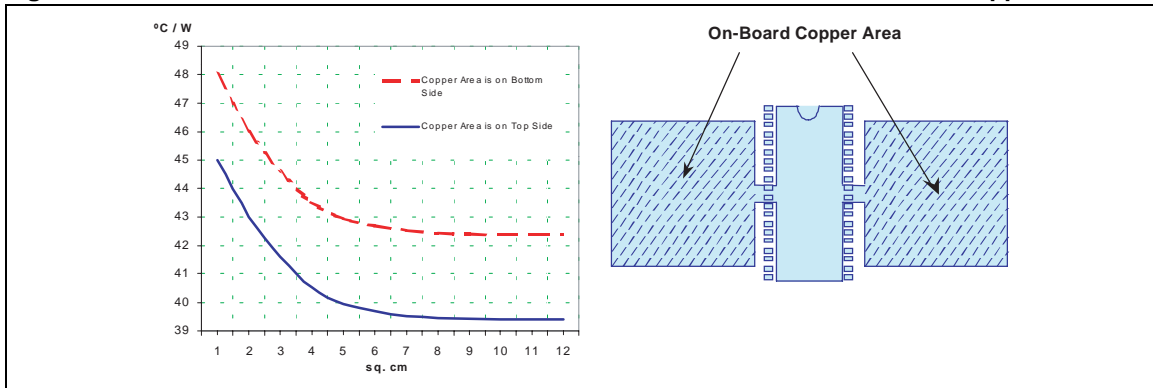 ºC / W
49
48
47
46
45
44
43
42
41
40
39
1 2 3 4 5 6 7 8 9 10 11 12
sq. cm
Copper Area is on Bottom
Side
Copper Area is on Top Side
On-Board Copper Area